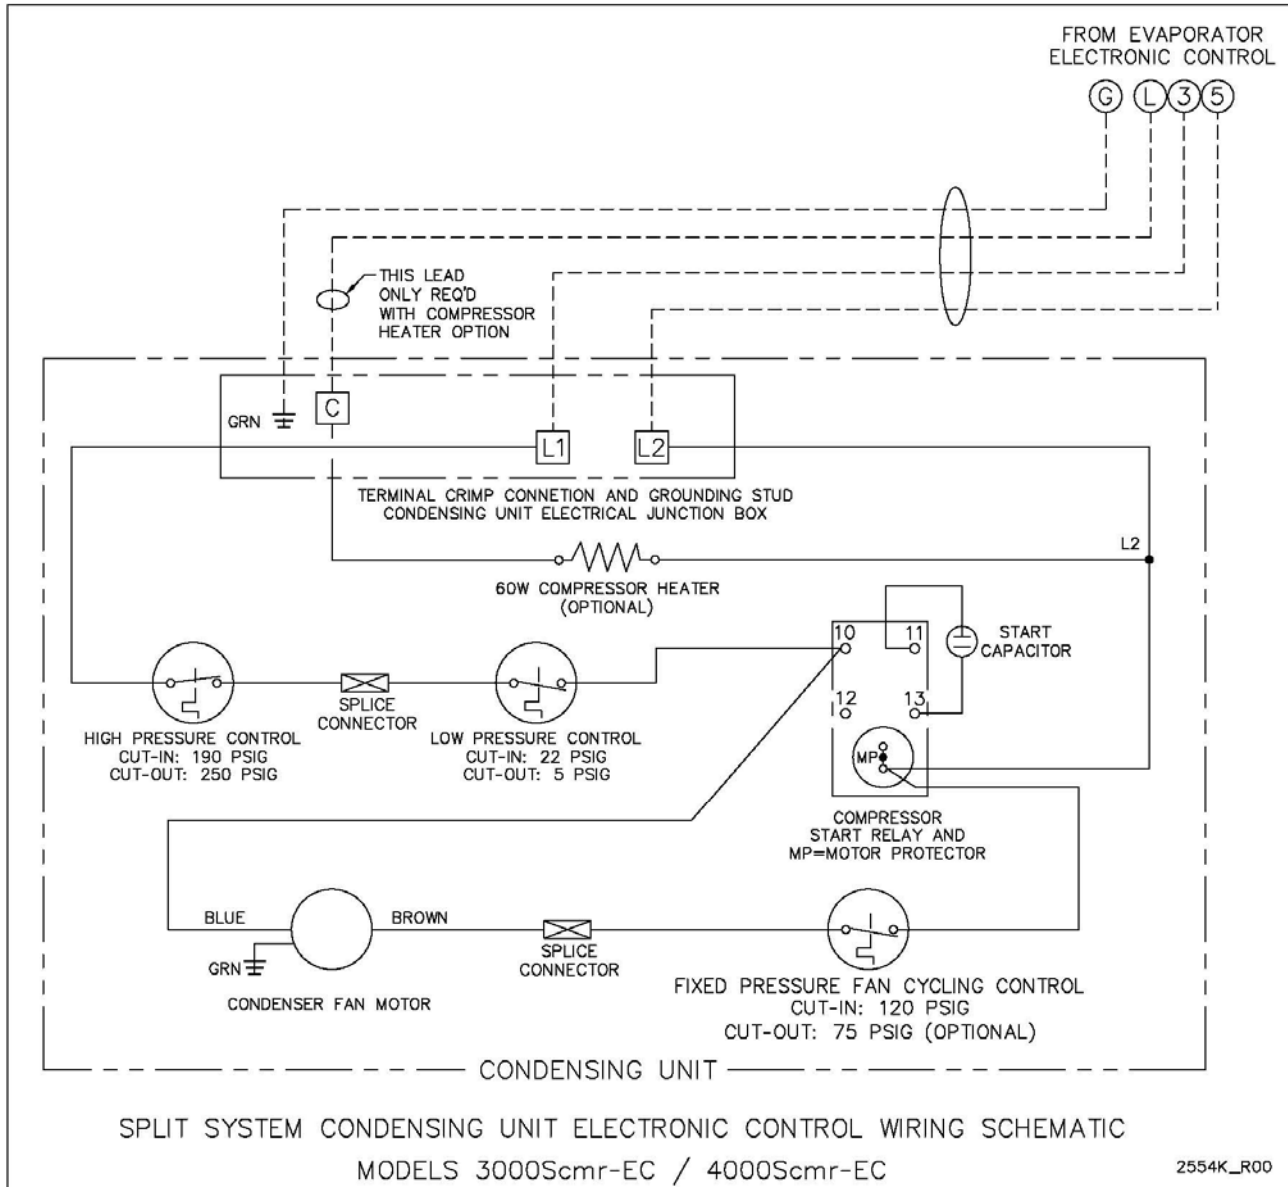 FROM EVAPORATOR
ELECTRONIC CONTROL
G L 3 5
THIS LEAD
ONLY REQ'D
WITH COMPRESSOR
HEATER OPTION
GRN
C
L1
L2
TERMINAL CRIMP CONNETION AND GROUNDING STUD
CONDENSING UNIT ELECTRICAL JUNCTION BOX
L2
60W COMPRESSOR HEATER
(OPTIONAL)
10
11
12
13
START
CAPACITOR
SPLICE
CONNECTOR
HIGH PRESSURE CONTROL
CUT-IN: 190 PSIG
CUT-OUT: 250 PSIG
LOW PRESSURE CONTROL
CUT-IN: 22 PSIG
CUT-OUT: 5 PSIG
MP
COMPRESSOR
START RELAY AND
MP=MOTOR PROTECTOR
BLUE
BROWN
GRN
CONDENSER FAN MOTOR
SPLICE
CONNECTOR
FIXED PRESSURE FAN CYCLING CONTROL
CUT-IN: 120 PSIG
CUT-OUT: 75 PSIG (OPTIONAL)
CONDENSING UNIT
SPLIT SYSTEM CONDENSING UNIT ELECTRONIC CONTROL WIRING SCHEMATIC
MODELS 3000Scmr-EC / 4000Scmr-EC
2554K_R00